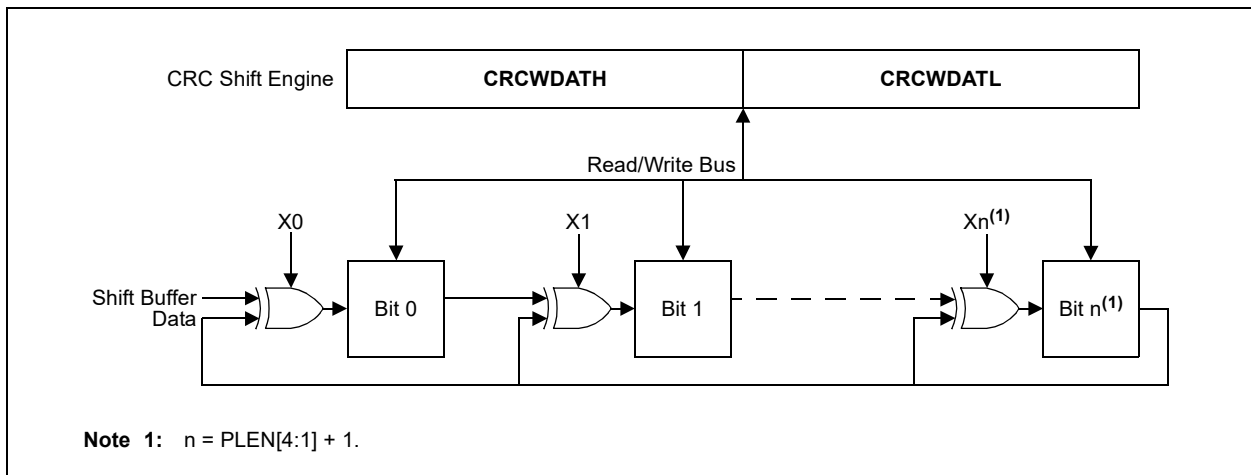 CRC Shift Engine CRCWDATH CRCWDATL
Read/Write Bus
X0 X1 Xn(1)
Shift Buffer
Data
Bit 0 Bit 1 Bit n(1)
Note 1: n = PLEN[4:1] + 1.